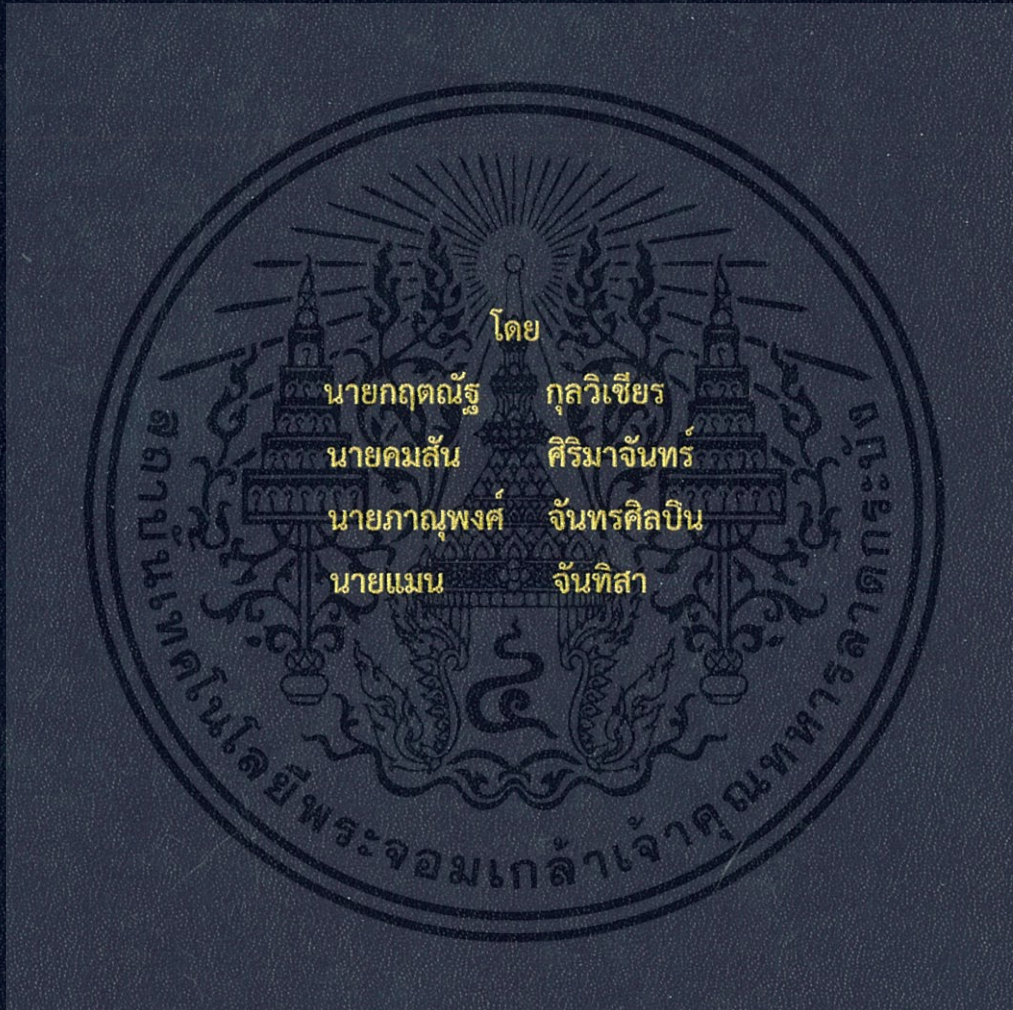 โดย
นายกฤตณัฐ กุลวิเชียร
นายคมสัน ศิริมาจันทร์
นายภาณุพงศ์ จันทรศิลปิน
นายแมน จันทิสา
๔
สถาบันเทคโนโลยีพระจอมเกล้าเจ้าคุณทหารลาดกระบัง